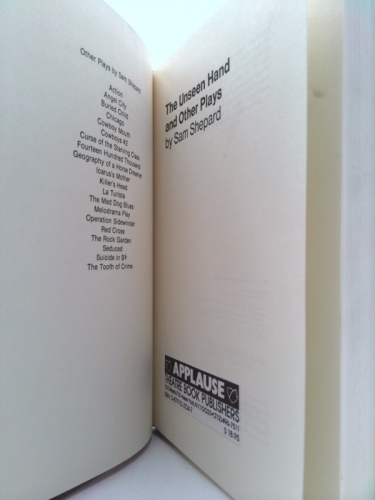 Other Plays by Sam Shepard
Action
Angel City
Buried Child
Chicago
Cowboy Mouth
Cowboys #2
Curse of the Starving Class
Fourteen Hundred Thousand
Geography of a Horse Dreamer
Icarus's Mother
Killer's Head
La Turista
The Mad Dog Blues
Melodrama Play
Operation Sidewinder
Red Cross
The Rock Garden
Seduced
Suicide in B♭
The Tooth of Crime
The Unseen Hand
and Other Plays
by Sam Shepard
APPLAUSE
THEATRE BOOK PUBLISHERS
$ 16.95